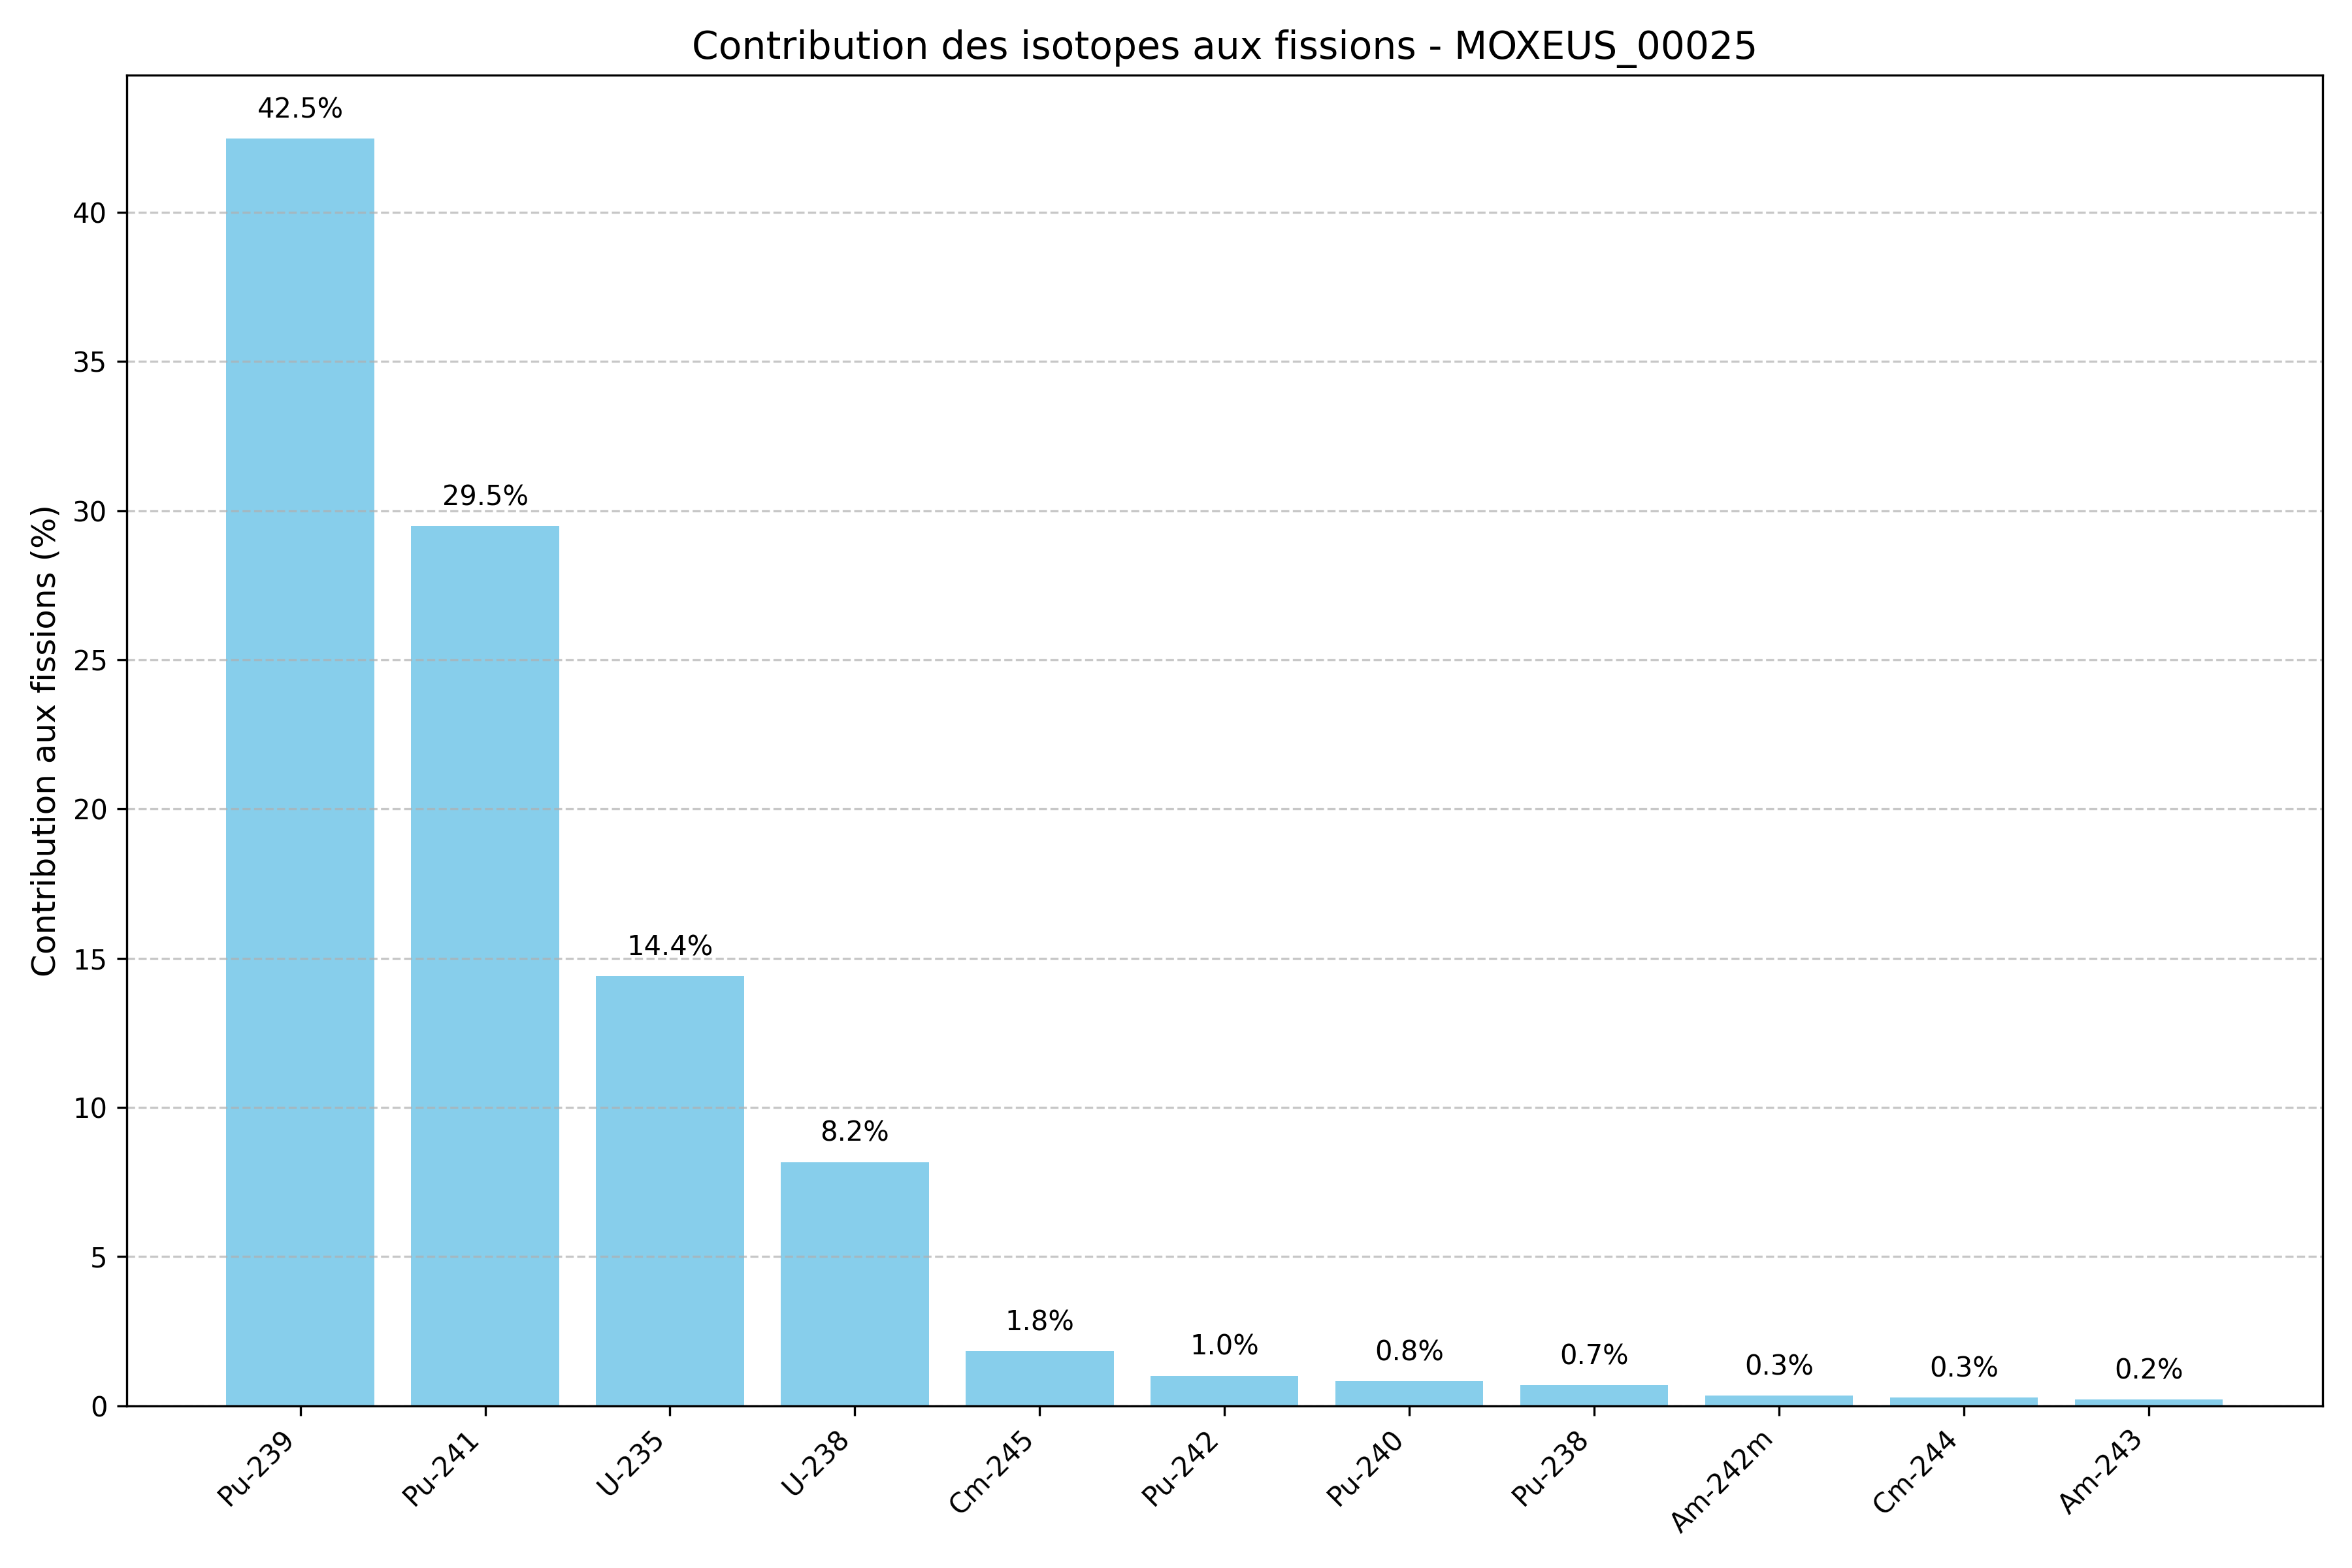 Contribution des isotopes aux fissions - MOXEUS_00025
Contribution aux fissions (%)
40
35
30
25
20
15
10
5
0
42.5%
29.5%
14.4%
8.2%
1.8%
1.0%
0.8%
0.7%
0.3%
0.3%
0.2%
Pu-239
Pu-241
U-235
U-238
Cm-245
Pu-242
Pu-240
Pu-238
Am-242m
Cm-244
Am-243